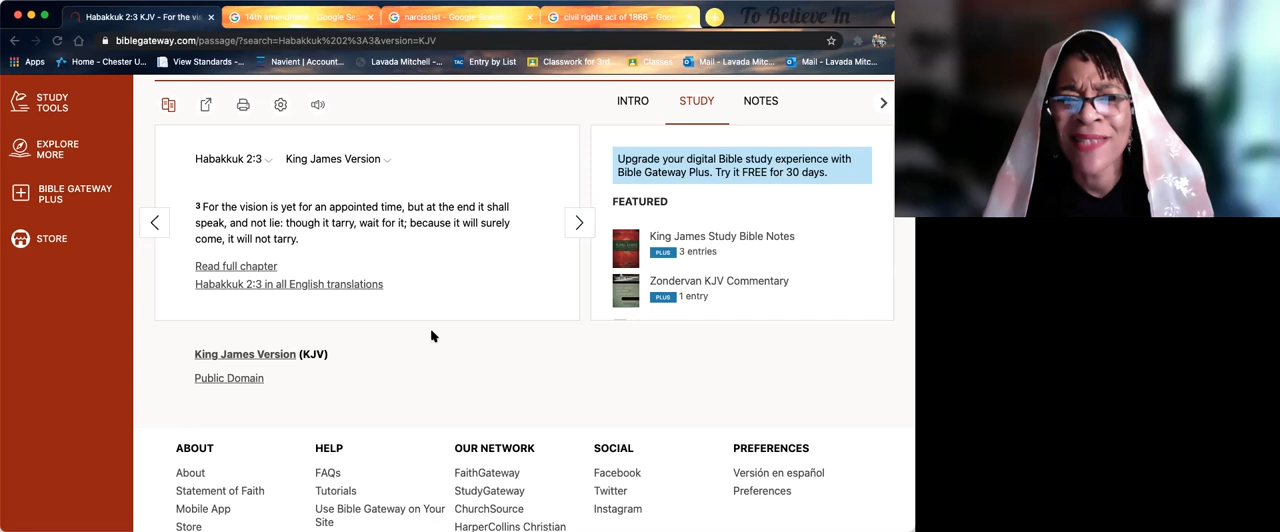 Habakkuk 2:3 KJV - For the vi
14th amendment - Google Sea
narcissist - Google Search
civil rights act of 1866 - Goo
To Believe In
biblegateway.com/passage/?search=Habakkuk%202%3A3&version=KJV
Apps
Home - Chester U...
View Standards -...
Navient | Account...
Lavada Mitchell -...
TAC Entry by List
Classwork for 3rd...
Classes
Mail - Lavada Mitc...
Mail - Lavada Mitc...
STUDY
TOOLS
EXPLORE
MORE
BIBLE GATEWAY
PLUS
STORE
INTRO
STUDY
NOTES
Habakkuk 2:3
King James Version
3 For the vision is yet for an appointed time, but at the end it shall
speak, and not lie: though it tarry, wait for it; because it will surely
come, it will not tarry.
Read full chapter
Habakkuk 2:3 in all English translations
Upgrade your digital Bible study experience with
Bible Gateway Plus. Try it FREE for 30 days.
FEATURED
King James Study Bible Notes
PLUS 3 entries
Zondervan KJV Commentary
PLUS 1 entry
King James Version (KJV)
Public Domain
ABOUT
About
Statement of Faith
Mobile App
Store
HELP
FAQs
Tutorials
Use Bible Gateway on Your
Site
OUR NETWORK
FaithGateway
StudyGateway
ChurchSource
HarperCollins Christian
SOCIAL
Facebook
Twitter
Instagram
PREFERENCES
Versión en español
Preferences